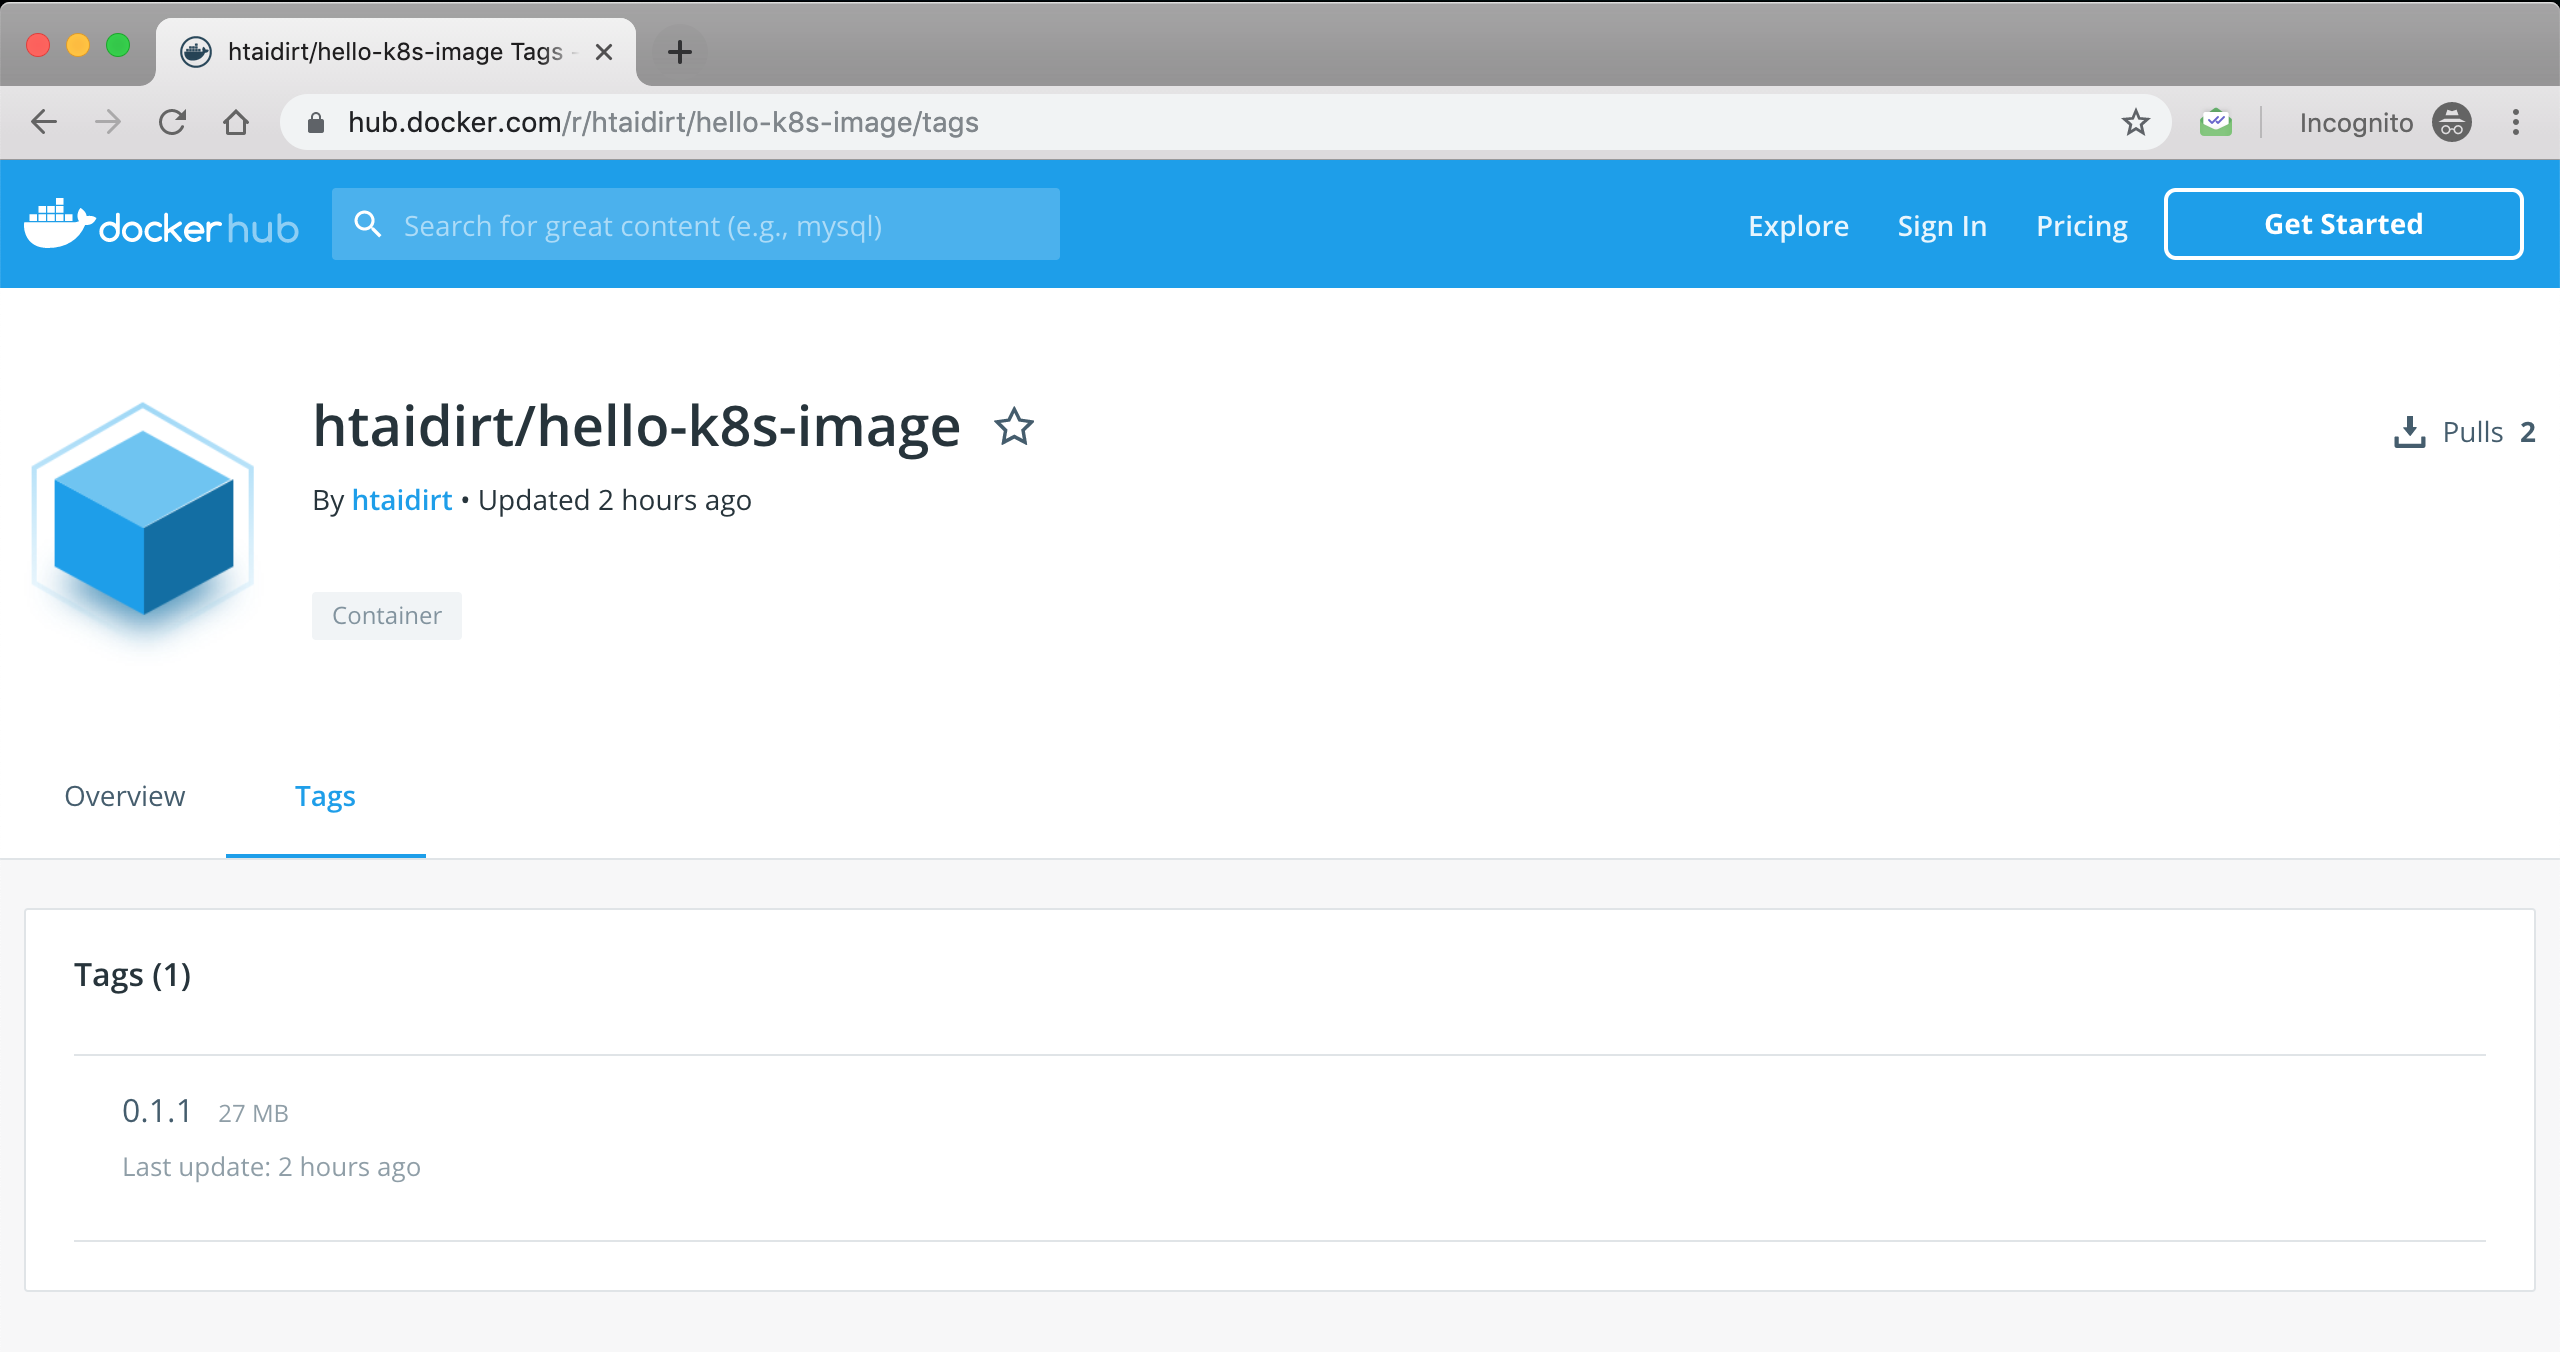 htaidirt/hello-k8s-image Tags -
hub.docker.com/r/htaidirt/hello-k8s-image/tags
Incognito
docker hub
Search for great content (e.g., mysql)
Explore
Sign In
Pricing
Get Started
htaidirt/hello-k8s-image
Pulls 2
By htaidirt • Updated 2 hours ago
Container
Overview
Tags
Tags (1)
0.1.1 27 MB
Last update: 2 hours ago